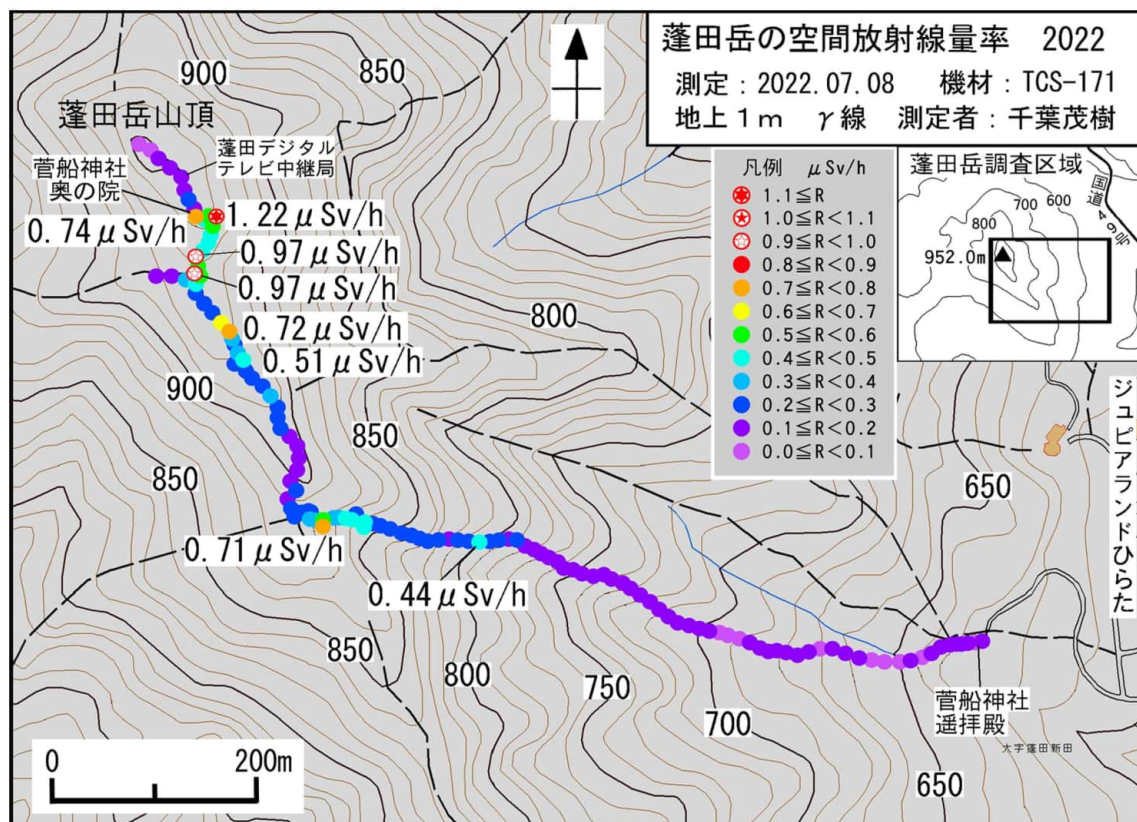 蓬田岳の空間放射線量率 2022
測定：2022.07.08 機材：TCS-171
地上１ｍ γ線 測定者：千葉茂樹
900
850
蓬田岳山頂
蓬田デジタル
テレビ中継局
菅船神社
奥の院
0.74μSv/h
1.22μSv/h
0.97μSv/h
0.97μSv/h
0.72μSv/h
0.51μSv/h
800
900
850
850
凡例 μSv/h
1.1≦R
1.0≦R＜1.1
0.9≦R＜1.0
0.8≦R＜0.9
0.7≦R＜0.8
0.6≦R＜0.7
0.5≦R＜0.6
0.4≦R＜0.5
0.3≦R＜0.4
0.2≦R＜0.3
0.1≦R＜0.2
0.0≦R＜0.1
蓬田岳調査区域
国道49号
600
700
800
952.0m
ジュピアランドひらた
650
0.71μSv/h
0.44μSv/h
850
800
750
700
650
菅船神社
遥拝殿
大字蓬田新田
0 200m